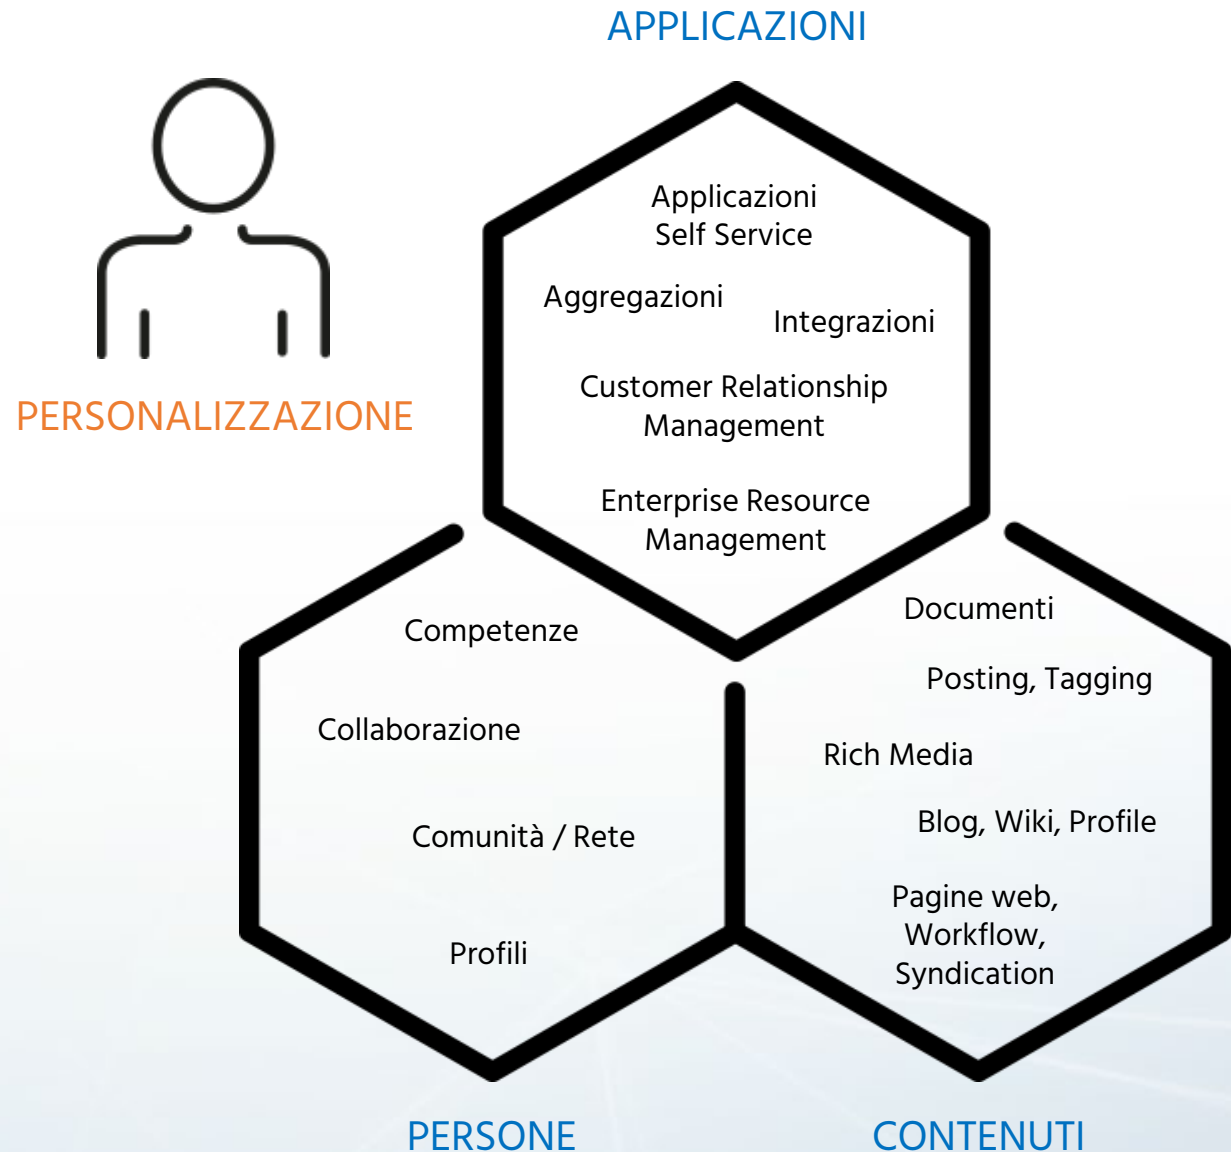 APPLICAZIONI
Applicazioni
Self Service
Aggregazioni
Integrazioni
Customer Relationship
Management
Enterprise Resource
Management
PERSONALIZZAZIONE
Competenze
Collaborazione
Comunità / Rete
Profili
PERSONE
Documenti
Posting, Tagging
Rich Media
Blog, Wiki, Profile
Pagine web,
Workflow,
Syndication
CONTENUTI